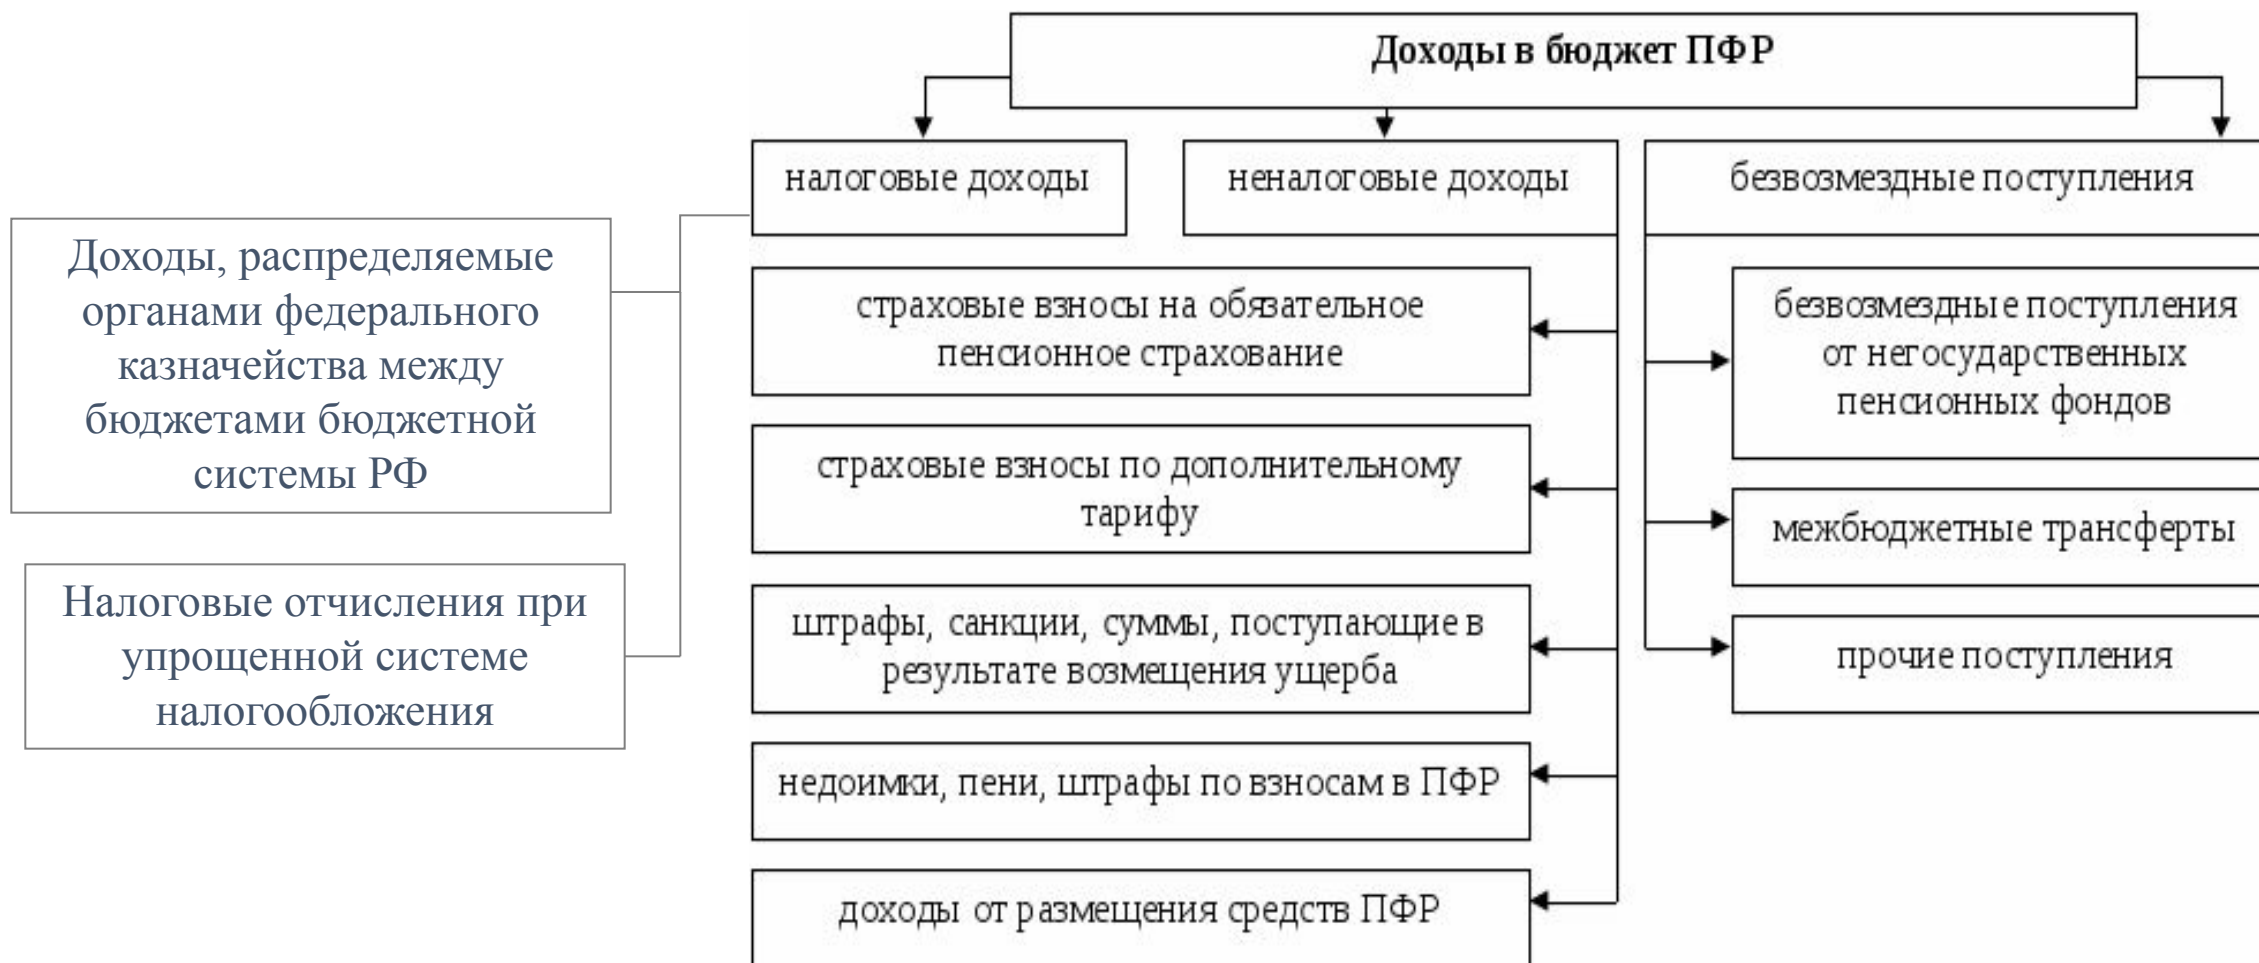 Доходы в бюджет ПФР
налоговые доходы
неналоговые доходы
безвозмездные поступления
Доходы, распределяемые
органами федерального
казначейства между
бюджетами бюджетной
системы РФ
Налоговые отчисления при
упрощенной системе
налогообложения
страховые взносы на обязательное
пенсионное страхование
страховые взносы по дополнительному
тарифу
штрафы, санкции, суммы, поступающие в
результате возмещения ущерба
недоимки, пени, штрафы по взносам в ПФР
доходы от размещения средств ПФР
безвозмездные поступления
от негосударственных
пенсионных фондов
межбюджетные трансферты
прочие поступления